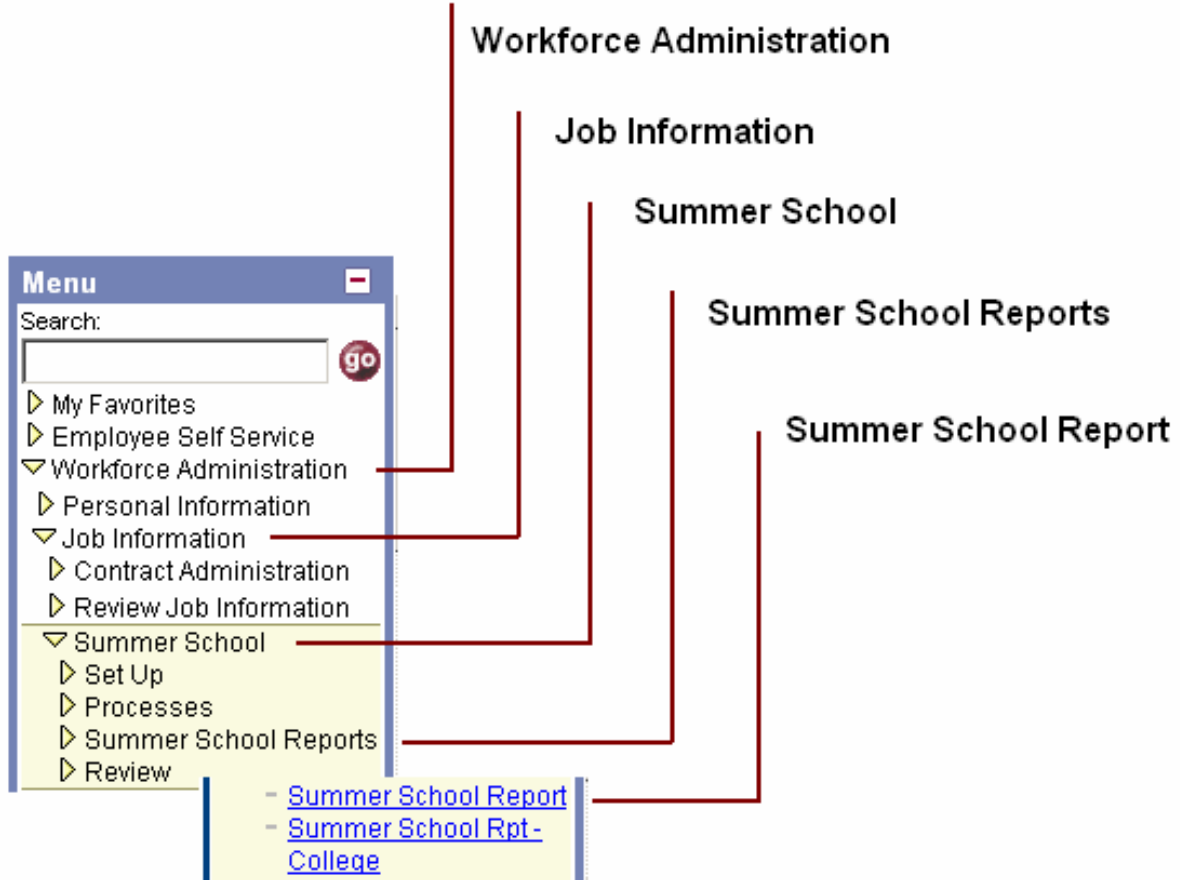 Workforce Administration
Job Information
Summer School
Summer School Reports
Summer School Report
Menu
Search:
go
My Favorites
Employee Self Service
Workforce Administration
Personal Information
Job Information
Contract Administration
Review Job Information
Summer School
Set Up
Processes
Summer School Reports
Review
- Summer School Report
- Summer School Rpt -
College